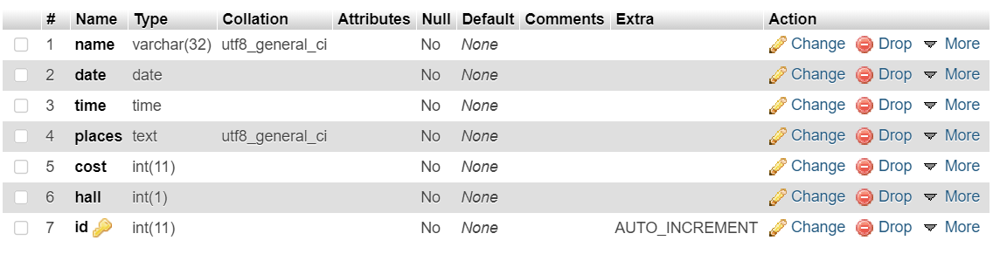 # Name Type Collation Attributes Null Default Comments Extra Action
1 name varchar(32) utf8_general_ci No None Change Drop More
2 date date No None Change Drop More
3 time time No None Change Drop More
4 places text utf8_general_ci No None Change Drop More
5 cost int(11) No None Change Drop More
6 hall int(1) No None Change Drop More
7 id int(11) No None AUTO_INCREMENT Change Drop More